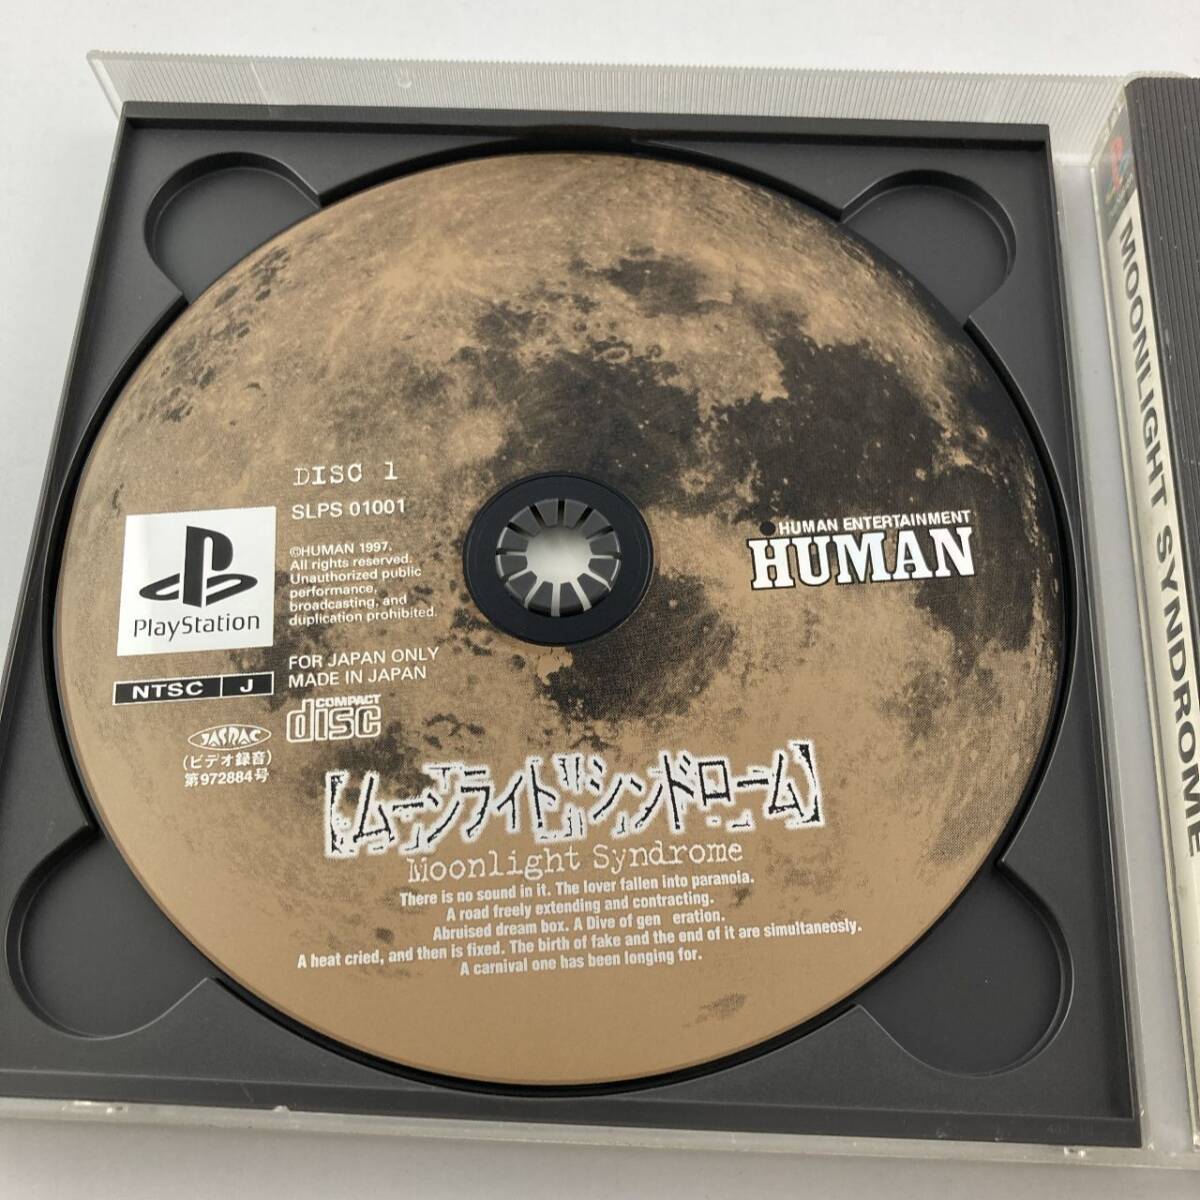 DISC 1
SLPS 01001
©HUMAN 1997.
All rights reserved.
Unauthorized public
performance,
broadcasting, and
duplication prohibited.
PlayStation
FOR JAPAN ONLY
MADE IN JAPAN
NTSC J
COMPACT
disc
JASRAC
(ビデオ録音)
第972884号
HUMAN ENTERTAINMENT
HUMAN
【ムーンライトシンドローム】
Moonlight Syndrome
There is no sound in it. The lover fallen into paranoia.
A road freely extending and contracting.
Abruised dream box. A Dive of gen eration.
A heat cried, and then is fixed. The birth of fake and the end of it are simultaneosly.
A carnival one has been longing for.
MOONLIGHT SYNDROME